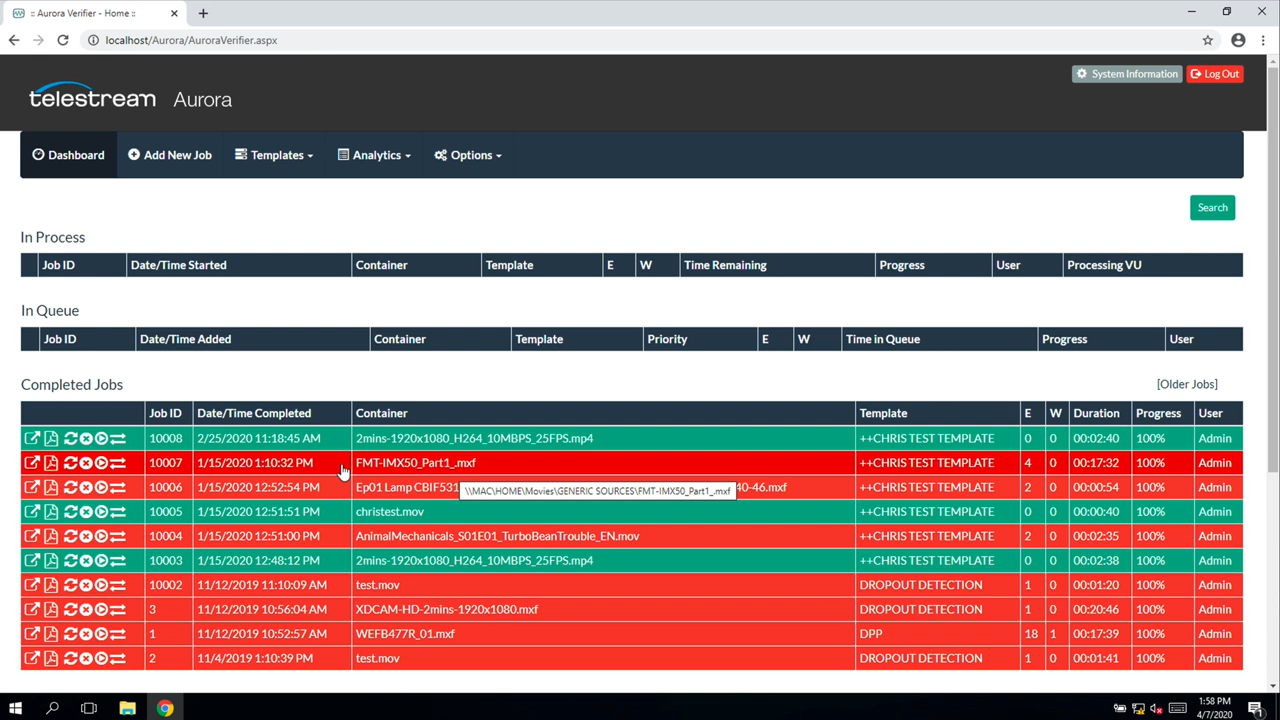 :: Aurora Verifier - Home ::
localhost/Aurora/AuroraVerifier.aspx
System Information Log Out
telestream Aurora
Dashboard Add New Job Templates Analytics Options
Search
In Process
Job ID Date/Time Started Container Template E W Time Remaining Progress User Processing VU
In Queue
Job ID Date/Time Added Container Template Priority E W Time in Queue Progress User
Completed Jobs [Older Jobs]
Job ID Date/Time Completed Container Template E W Duration Progress User
10008 2/25/2020 11:18:45 AM 2mins-1920x1080_H264_10MBPS_25FPS.mp4 ++CHRIS TEST TEMPLATE 0 0 00:02:40 100% Admin
10007 1/15/2020 1:10:32 PM FMT-IMX50_Part1_.mxf ++CHRIS TEST TEMPLATE 4 0 00:17:32 100% Admin
10006 1/15/2020 12:52:54 PM Ep01 Lamp CBIF531 40-46.mxf ++CHRIS TEST TEMPLATE 2 0 00:00:54 100% Admin
\\MAC\HOME\Movies\GENERIC SOURCES\FMT-IMX50_Part1_.mxf
10005 1/15/2020 12:51:51 PM christest.mov ++CHRIS TEST TEMPLATE 0 0 00:00:40 100% Admin
10004 1/15/2020 12:51:00 PM AnimalMechanicals_S01E01_TurboBeanTrouble_EN.mov ++CHRIS TEST TEMPLATE 2 0 00:02:35 100% Admin
10003 1/15/2020 12:48:12 PM 2mins-1920x1080_H264_10MBPS_25FPS.mp4 ++CHRIS TEST TEMPLATE 0 0 00:02:38 100% Admin
10002 11/12/2019 11:10:09 AM test.mov DROPOUT DETECTION 1 0 00:01:20 100% Admin
3 11/12/2019 10:56:04 AM XDCAM-HD-2mins-1920x1080.mxf DROPOUT DETECTION 1 0 00:20:46 100% Admin
1 11/12/2019 10:52:57 AM WEFB477R_01.mxf DPP 18 1 00:17:39 100% Admin
2 11/4/2019 1:10:39 PM test.mov DROPOUT DETECTION 1 0 00:01:41 100% Admin
1:58 PM
4/7/2020
1